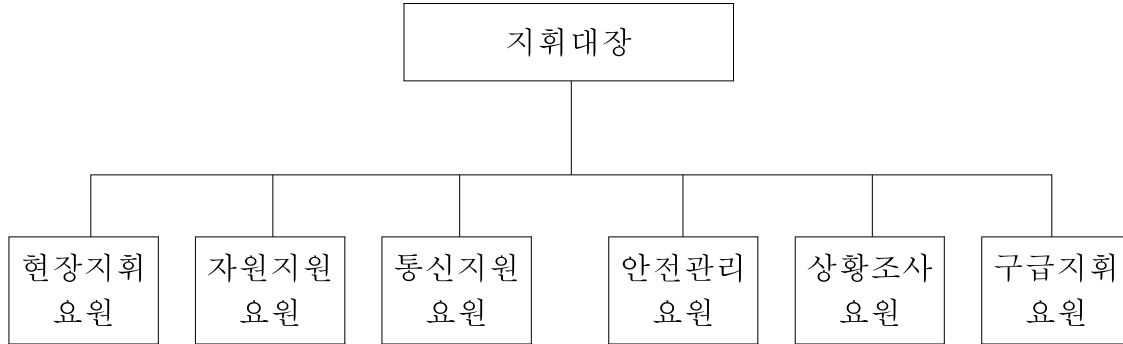 지휘대장
현장지휘
요원
자원지원
요원
통신지원
요원
안전관리
요원
상황조사
요원
구급지휘
요원